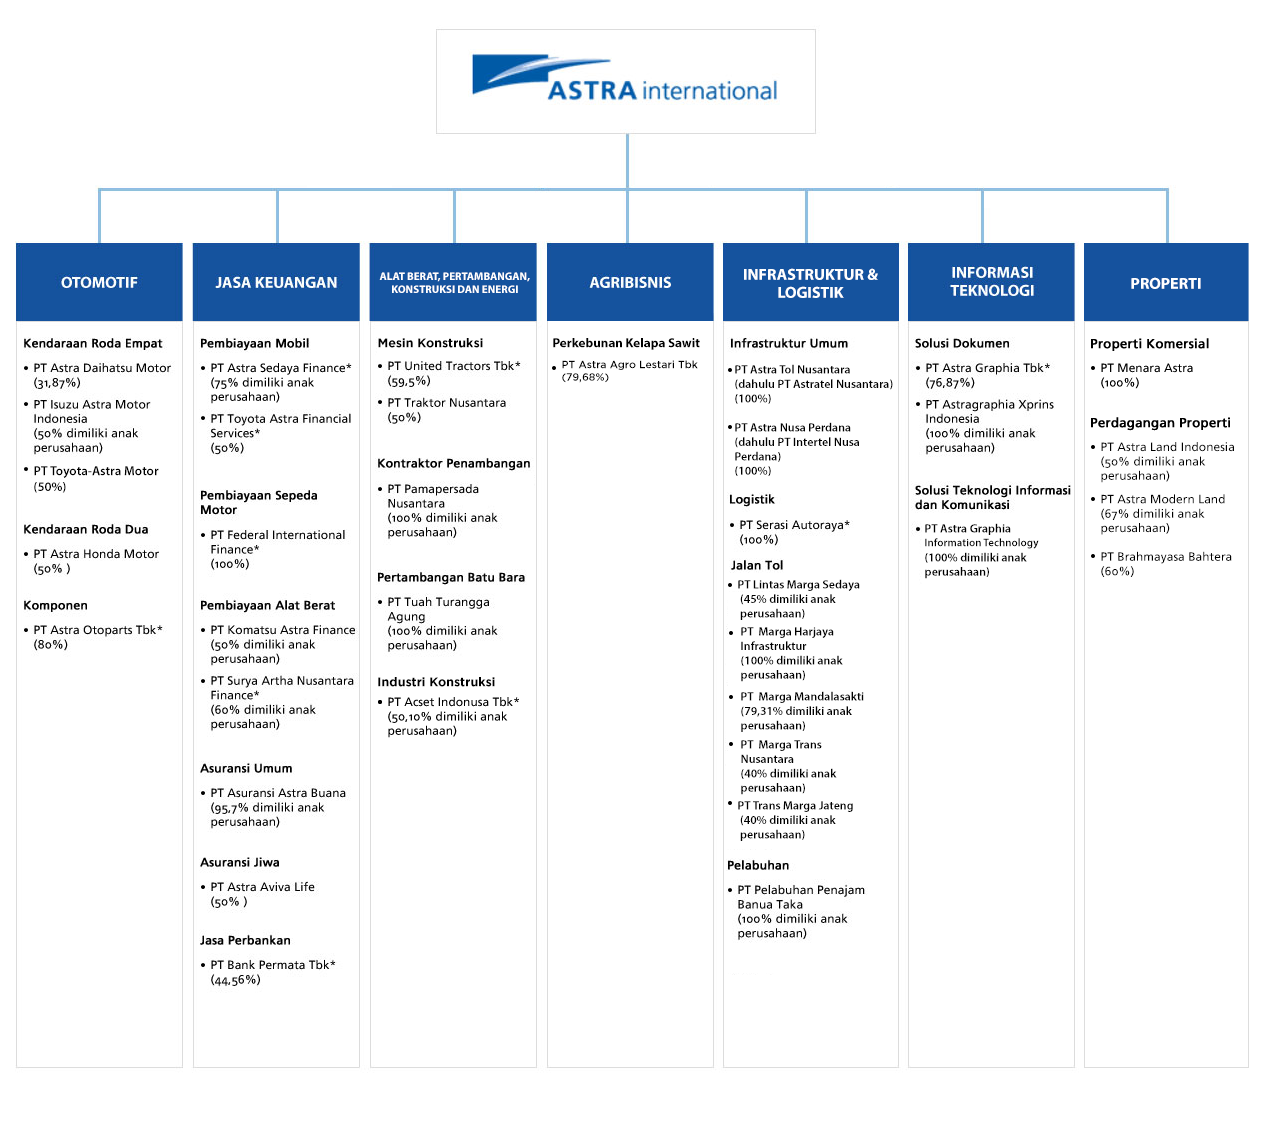 ASTRA international
OTOMOTIF
Kendaraan Roda Empat
• PT Astra Daihatsu Motor
(31,87%)
• PT Isuzu Astra Motor
Indonesia
(50% dimiliki anak
perusahaan)
• PT Toyota-Astra Motor
(50%)
Kendaraan Roda Dua
• PT Astra Honda Motor
(50% )
Komponen
• PT Astra Otoparts Tbk*
(80%)
JASA KEUANGAN
Pembiayaan Mobil
• PT Astra Sedaya Finance*
(75% dimiliki anak
perusahaan)
• PT Toyota Astra Financial
Services*
(50%)
Pembiayaan Sepeda
Motor
• PT Federal International
Finance*
(100%)
Pembiayaan Alat Berat
• PT Komatsu Astra Finance
(50% dimiliki anak
perusahaan)
• PT Surya Artha Nusantara
Finance*
(60% dimiliki anak
perusahaan)
Asuransi Umum
• PT Asuransi Astra Buana
(95,7% dimiliki anak
perusahaan)
Asuransi Jiwa
• PT Astra Aviva Life
(50% )
Jasa Perbankan
• PT Bank Permata Tbk*
(44,56%)
ALAT BERAT, PERTAMBANGAN,
KONSTRUKSI DAN ENERGI
Mesin Konstruksi
• PT United Tractors Tbk*
(59,5%)
• PT Traktor Nusantara
(50%)
Kontraktor Penambangan
• PT Pamapersada
Nusantara
(100% dimiliki anak
perusahaan)
Pertambangan Batu Bara
• PT Tuah Turangga
Agung
(100% dimiliki anak
perusahaan)
Industri Konstruksi
• PT Acset Indonusa Tbk*
(50,10% dimiliki anak
perusahaan)
AGRIBISNIS
Perkebunan Kelapa Sawit
• PT Astra Agro Lestari Tbk
(79,68%)
INFRASTRUKTUR &
LOGISTIK
Infrastruktur Umum
• PT Astra Tol Nusantara
(dahulu PT Astratel Nusantara)
(100%)
• PT Astra Nusa Perdana
(dahulu PT Intertel Nusa
Perdana)
(100%)
Logistik
• PT Serasi Autoraya*
(100%)
Jalan Tol
• PT Lintas Marga Sedaya
(45% dimiliki anak
perusahaan)
• PT Marga Harjaya
Infrastruktur
(100% dimiliki anak
perusahaan)
• PT Marga Mandalasakti
(79,31% dimiliki anak
perusahaan)
• PT Marga Trans
Nusantara
(40% dimiliki anak
perusahaan)
• PT Trans Marga Jateng
(40% dimiliki anak
perusahaan)
Pelabuhan
• PT Pelabuhan Penajam
Banua Taka
(100% dimiliki anak
perusahaan)
INFORMASI
TEKNOLOGI
Solusi Dokumen
• PT Astra Graphia Tbk*
(76,87%)
• PT Astragraphia Xprins
Indonesia
(100% dimiliki anak
perusahaan)
Solusi Teknologi Informasi
dan Komunikasi
• PT Astra Graphia
Information Technology
(100% dimiliki anak
perusahaan)
PROPERTI
Properti Komersial
• PT Menara Astra
(100%)
Perdagangan Properti
• PT Astra Land Indonesia
(50% dimiliki anak
perusahaan)
• PT Astra Modern Land
(67% dimiliki anak
perusahaan)
• PT Brahmayasa Bahtera
(60%)